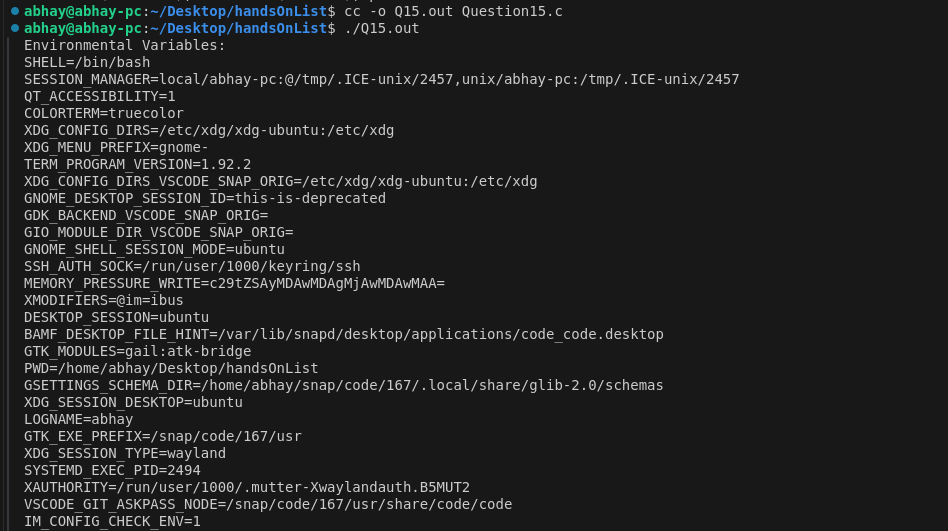 abhay@abhay-pc:~/Desktop/handsOnList$ cc -o Q15.out Question15.c
abhay@abhay-pc:~/Desktop/handsOnList$ ./Q15.out
Environmental Variables:
SHELL=/bin/bash
SESSION_MANAGER=local/abhay-pc:@/tmp/.ICE-unix/2457,unix/abhay-pc:/tmp/.ICE-unix/2457
QT_ACCESSIBILITY=1
COLORTERM=truecolor
XDG_CONFIG_DIRS=/etc/xdg/xdg-ubuntu:/etc/xdg
XDG_MENU_PREFIX=gnome-
TERM_PROGRAM_VERSION=1.92.2
XDG_CONFIG_DIRS_VSCODE_SNAP_ORIG=/etc/xdg/xdg-ubuntu:/etc/xdg
GNOME_DESKTOP_SESSION_ID=this-is-deprecated
GDK_BACKEND_VSCODE_SNAP_ORIG=
GIO_MODULE_DIR_VSCODE_SNAP_ORIG=
GNOME_SHELL_SESSION_MODE=ubuntu
SSH_AUTH_SOCK=/run/user/1000/keyring/ssh
MEMORY_PRESSURE_WRITE=c29tZSAyMDAwMDAgMjAwMDAwMAA=
XMODIFIERS=@im=ibus
DESKTOP_SESSION=ubuntu
BAMF_DESKTOP_FILE_HINT=/var/lib/snapd/desktop/applications/code_code.desktop
GTK_MODULES=gail:atk-bridge
PWD=/home/abhay/Desktop/handsOnList
GSETTINGS_SCHEMA_DIR=/home/abhay/snap/code/167/.local/share/glib-2.0/schemas
XDG_SESSION_DESKTOP=ubuntu
LOGNAME=abhay
GTK_EXE_PREFIX=/snap/code/167/usr
XDG_SESSION_TYPE=wayland
SYSTEMD_EXEC_PID=2494
XAUTHORITY=/run/user/1000/.mutter-Xwaylandauth.B5MUT2
VSCODE_GIT_ASKPASS_NODE=/snap/code/167/usr/share/code/code
IM_CONFIG_CHECK_ENV=1